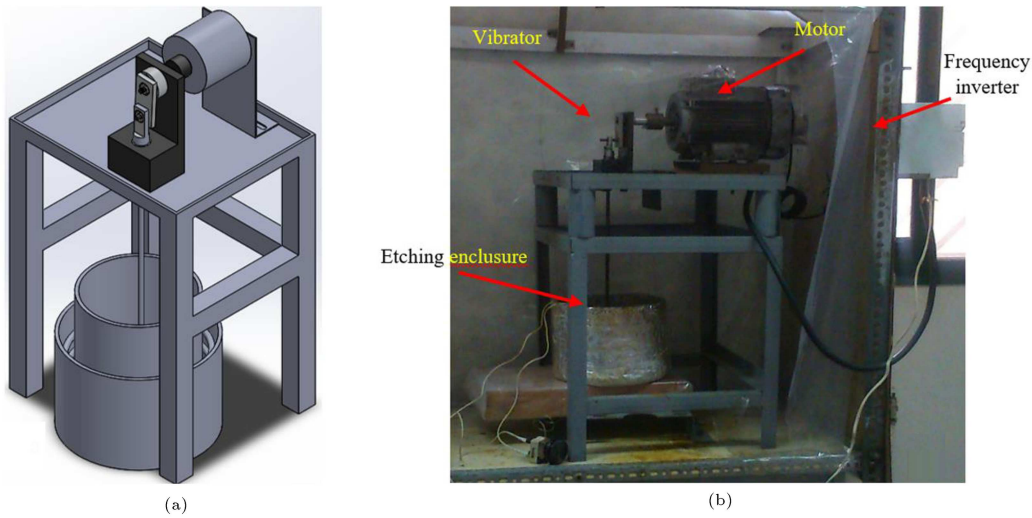 Vibrator
Motor
Frequency
inverter
Etching enclusure
(a)
(b)